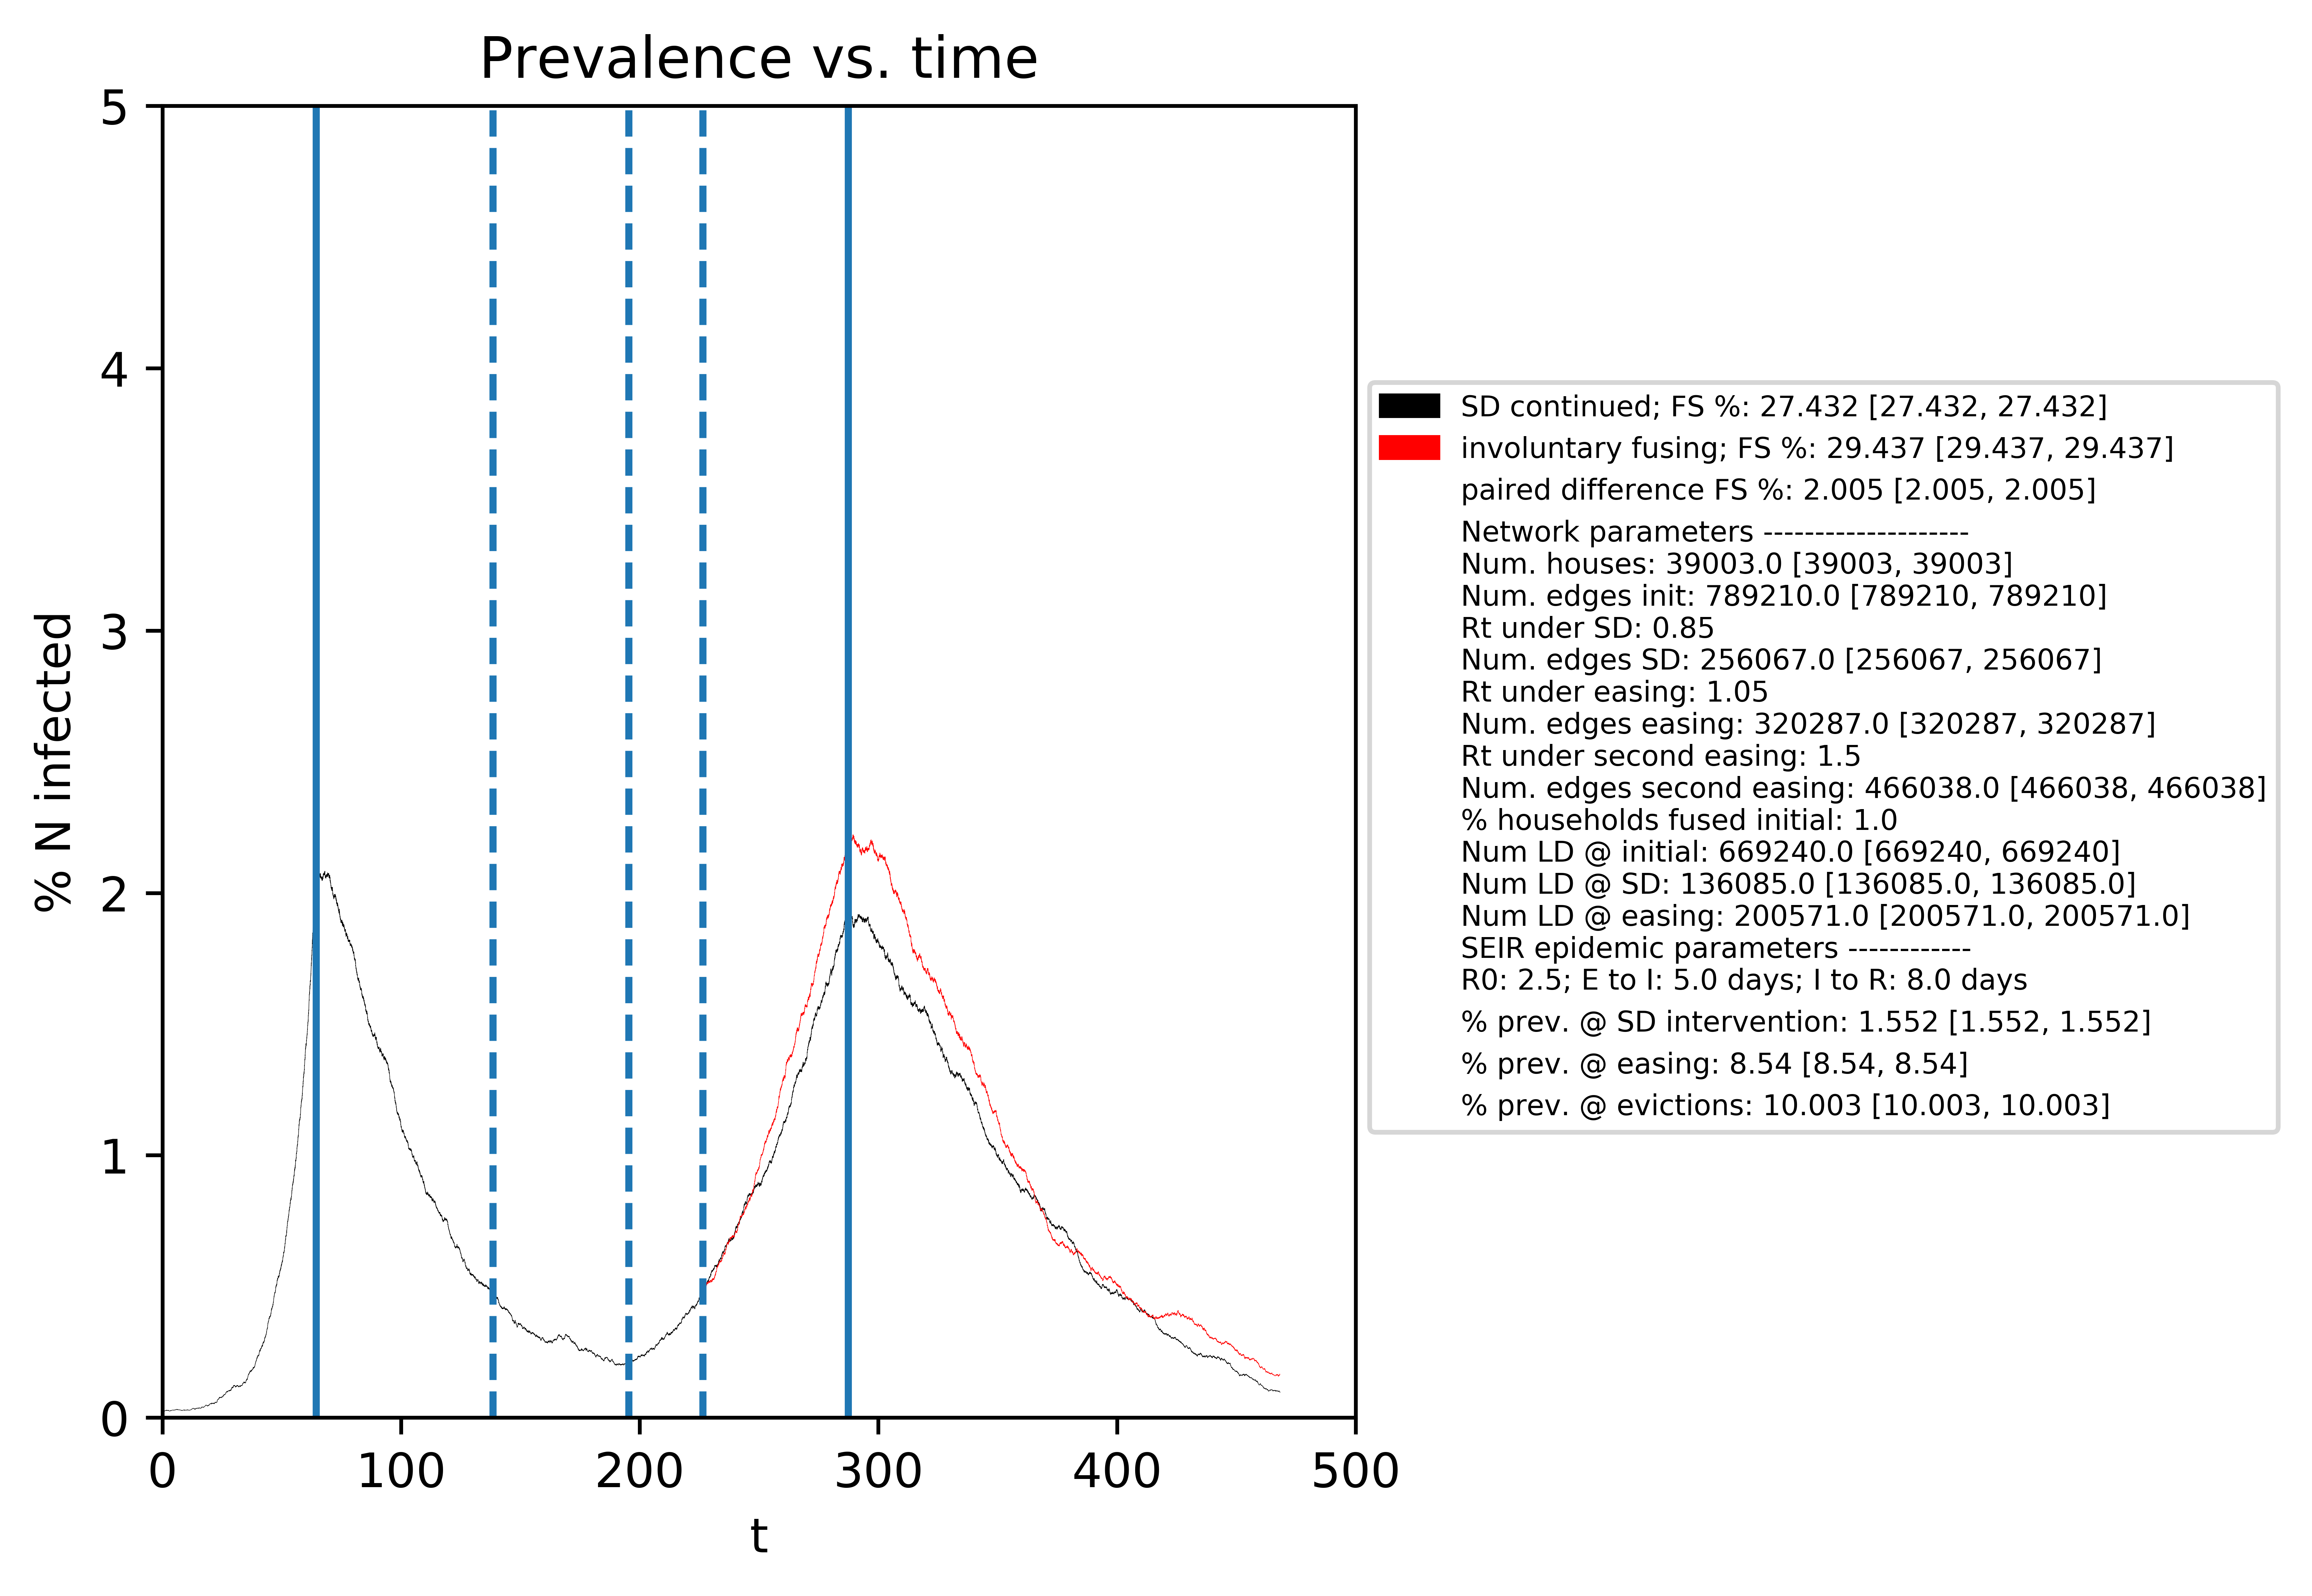 Prevalence vs. time
5
4
3
2
1
0
% N infected
0 100 200 300 400 500
t
SD continued; FS %: 27.432 [27.432, 27.432]
involuntary fusing; FS %: 29.437 [29.437, 29.437]
paired difference FS %: 2.005 [2.005, 2.005]
Network parameters --------------------
Num. houses: 39003.0 [39003, 39003]
Num. edges init: 789210.0 [789210, 789210]
Rt under SD: 0.85
Num. edges SD: 256067.0 [256067, 256067]
Rt under easing: 1.05
Num. edges easing: 320287.0 [320287, 320287]
Rt under second easing: 1.5
Num. edges second easing: 466038.0 [466038, 466038]
% households fused initial: 1.0
Num LD @ initial: 669240.0 [669240, 669240]
Num LD @ SD: 136085.0 [136085.0, 136085.0]
Num LD @ easing: 200571.0 [200571.0, 200571.0]
SEIR epidemic parameters ------------
R0: 2.5; E to I: 5.0 days; I to R: 8.0 days
% prev. @ SD intervention: 1.552 [1.552, 1.552]
% prev. @ easing: 8.54 [8.54, 8.54]
% prev. @ evictions: 10.003 [10.003, 10.003]